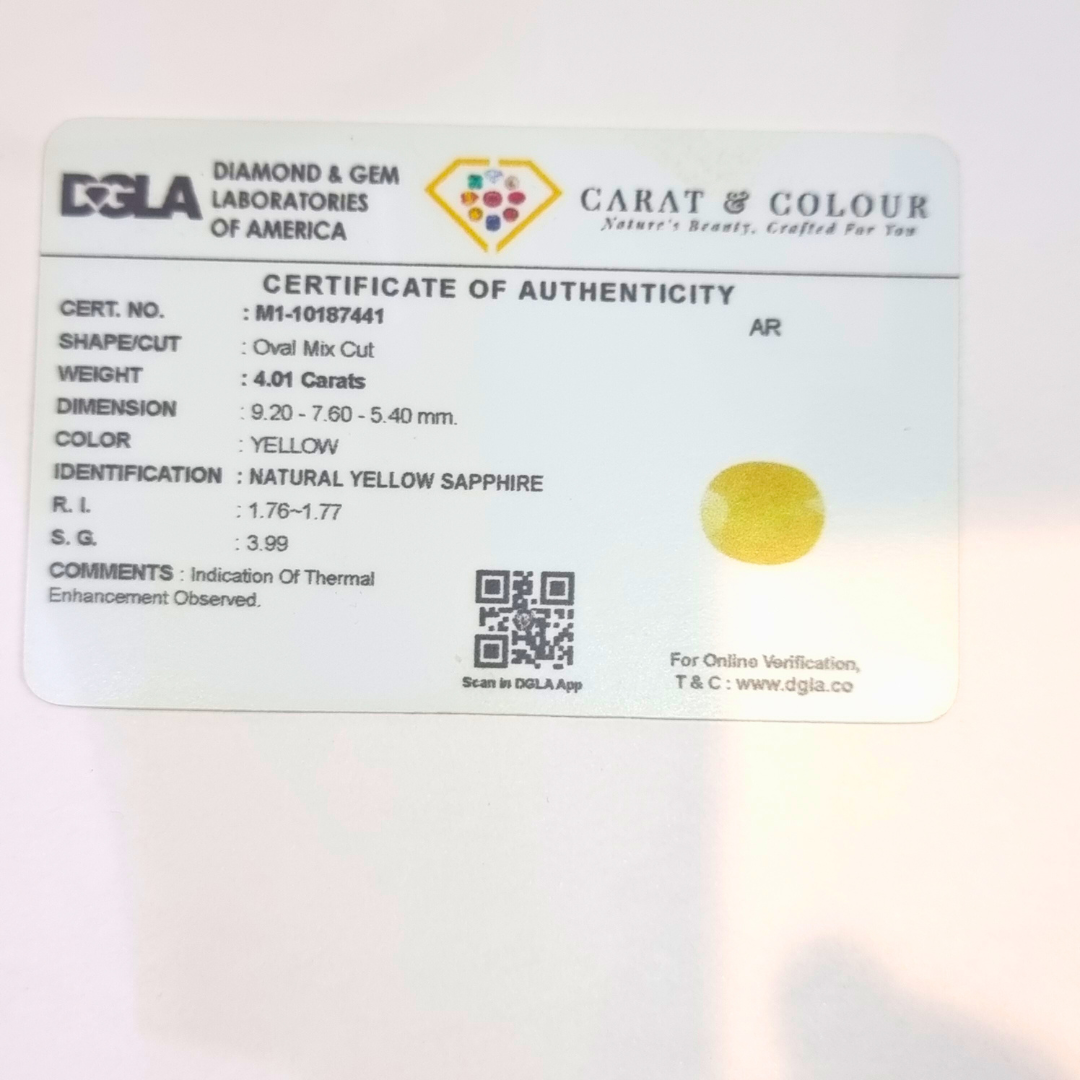 DGLA
DIAMOND & GEM
LABORATORIES
OF AMERICA
CARAT & COLOUR
Nature's Beauty, Crafted For You
CERTIFICATE OF AUTHENTICITY
CERT. NO. : M1-10187441
AR
SHAPE/CUT : Oval Mix Cut
WEIGHT : 4.01 Carats
DIMENSION : 9.20 - 7.60 - 5.40 mm.
COLOR : YELLOW
IDENTIFICATION : NATURAL YELLOW SAPPHIRE
R. I. : 1.76~1.77
S. G. : 3.99
COMMENTS : Indication Of Thermal
Enhancement Observed.
Scan in DGLA App
For Online Verification,
T & C : www.dgla.co